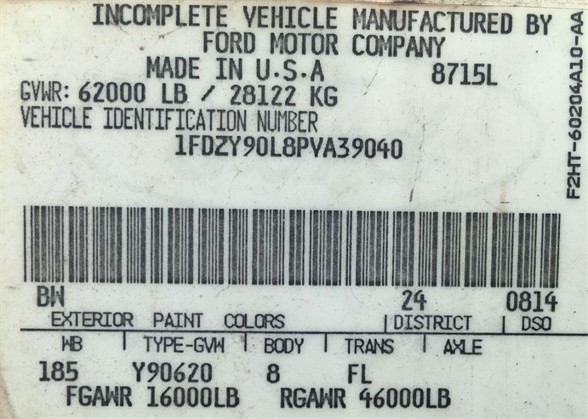 INCOMPLETE VEHICLE MANUFACTURED BY
FORD MOTOR COMPANY
MADE IN U.S.A 8715L
GVWR: 62000 LB / 28122 KG
VEHICLE IDENTIFICATION NUMBER
1FDZY90L8PVA39040
F2HT-60204A10-AA
BW 24 0814
EXTERIOR PAINT COLORS | DISTRICT | DSO
WB | TYPE-GVW | BODY | TRANS | AXLE
185 Y90620 8 FL
FGAWR 16000LB RGAWR 46000LB